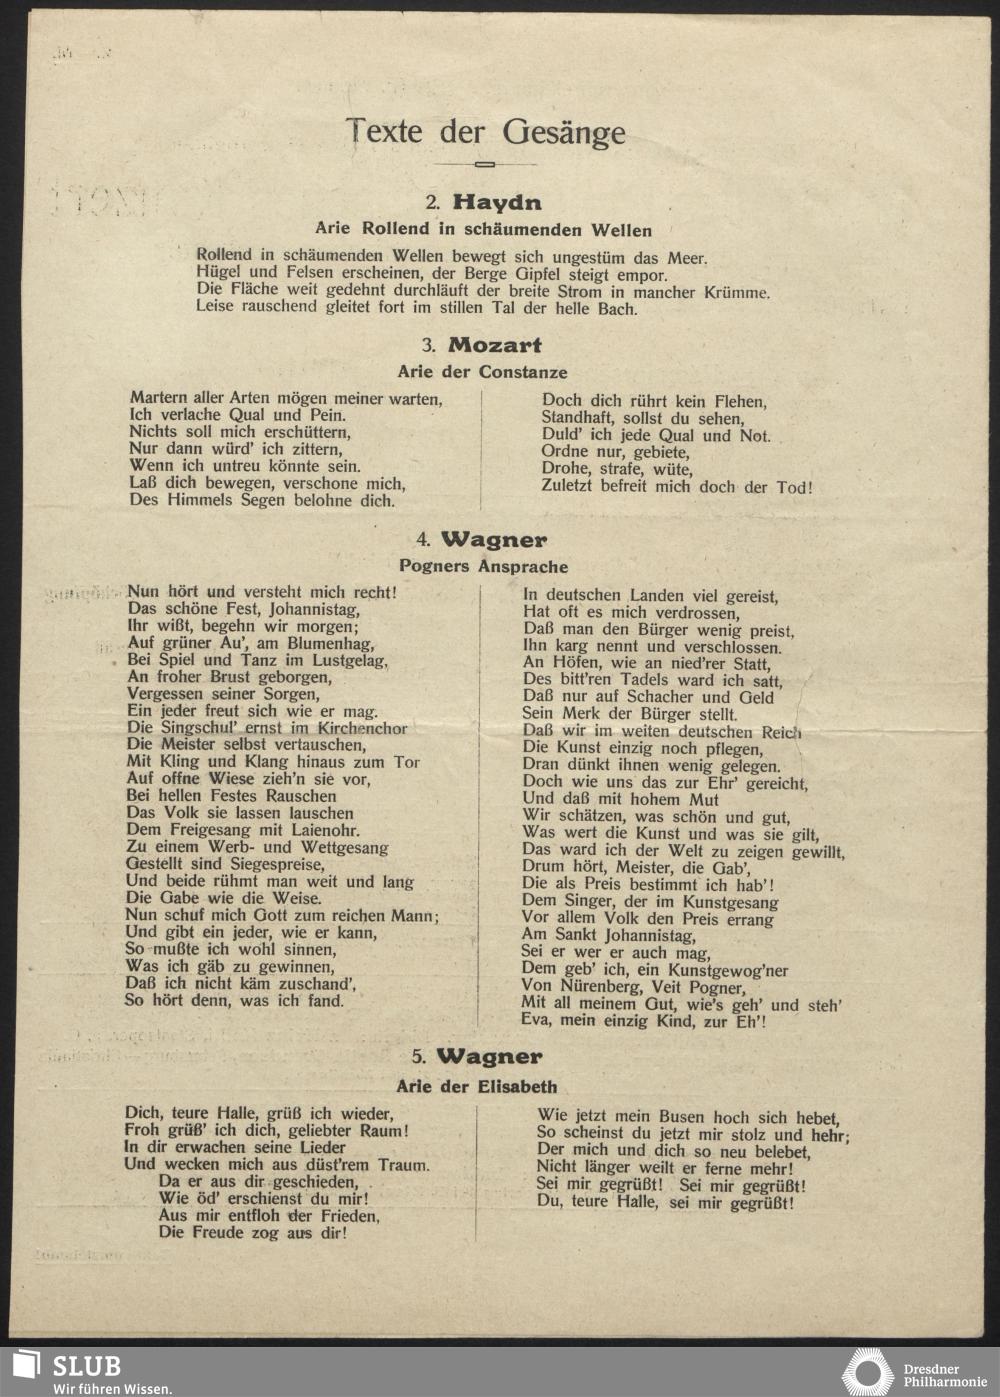 Texte der Gesänge
2. Haydn
Arie Rollend in schäumenden Wellen
Rollend in schäumenden Wellen bewegt sich ungestüm das Meer.
Hügel und Felsen erscheinen, der Berge Gipfel steigt empor.
Die Fläche weit gedehnt durchläuft der breite Strom in mancher Krümme.
Leise rauschend gleitet fort im stillen Tal der helle Bach.
3. Mozart
Arie der Constanze
Martern aller Arten mögen meiner warten,
Ich verlache Qual und Pein.
Nichts soll mich erschüttern,
Nur dann würd' ich zittern,
Wenn ich untreu könnte sein.
Laß dich bewegen, verschone mich,
Des Himmels Segen belohne dich.
Doch dich rührt kein Flehen,
Standhaft, sollst du sehen,
Duld' ich jede Qual und Not.
Ordne nur, gebiete,
Drohe, strafe, wüte,
Zuletzt befreit mich doch der Tod!
4. Wagner
Pogners Ansprache
Nun hört und versteht mich recht!
Das schöne Fest, Johannistag,
Ihr wißt, begehn wir morgen;
Auf grüner Au', am Blumenhag,
Bei Spiel und Tanz im Lustgelag,
An froher Brust geborgen,
Vergessen seiner Sorgen,
Ein jeder freut sich wie er mag.
Die Singschul' ernst im Kirchenchor
Die Meister selbst vertauschen,
Mit Kling und Klang hinaus zum Tor
Auf offne Wiese zieh'n sie vor,
Bei hellen Festes Rauschen
Das Volk sie lassen lauschen
Dem Freigesang mit Laienohr.
Zu einem Werb- und Wettgesang
Gestellt sind Siegespreise,
Und beide rühmt man weit und lang
Die Gabe wie die Weise.
Nun schuf mich Gott zum reichen Mann;
Und gibt ein jeder, wie er kann,
So mußte ich wohl sinnen,
Was ich gäb zu gewinnen,
Daß ich nicht käm zuschand',
So hört denn, was ich fand.
In deutschen Landen viel gereist,
Hat oft es mich verdrossen,
Daß man den Bürger wenig preist,
Ihn karg nennt und verschlossen.
An Höfen, wie an nied'rer Statt,
Des bitt'ren Tadels ward ich satt,
Daß nur auf Schacher und Geld
Sein Merk der Bürger stellt.
Daß wir im weiten deutschen Reich
Die Kunst einzig noch pflegen,
Dran dünkt ihnen wenig gelegen.
Doch wie uns das zur Ehr' gereicht,
Und daß mit hohem Mut
Wir schätzen, was schön und gut,
Was wert die Kunst und was sie gilt,
Das ward ich der Welt zu zeigen gewillt,
Drum hört, Meister, die Gab',
Die als Preis bestimmt ich hab'!
Dem Singer, der im Kunstgesang
Vor allem Volk den Preis errang
Am Sankt Johannistag,
Sei er wer er auch mag,
Dem geb' ich, ein Kunstgewog'ner
Von Nürenberg, Veit Pogner,
Mit all meinem Gut, wie's geh' und steh'
Eva, mein einzig Kind, zur Eh'!
5. Wagner
Arie der Elisabeth
Dich, teure Halle, grüß ich wieder,
Froh grüß' ich dich, geliebter Raum!
In dir erwachen seine Lieder
Und wecken mich aus düst'rem Traum.
Da er aus dir geschieden,
Wie öd' erschienst du mir!
Aus mir entfloh der Frieden,
Die Freude zog aus dir!
Wie jetzt mein Busen hoch sich hebet,
So scheinst du jetzt mir stolz und hehr;
Der mich und dich so neu belebet,
Nicht länger weilt er ferne mehr!
Sei mir gegrüßt! Sei mir gegrüßt!
Du, teure Halle, sei mir gegrüßt!
SLUB
Wir führen Wissen.
Dresdner
Philharmonie